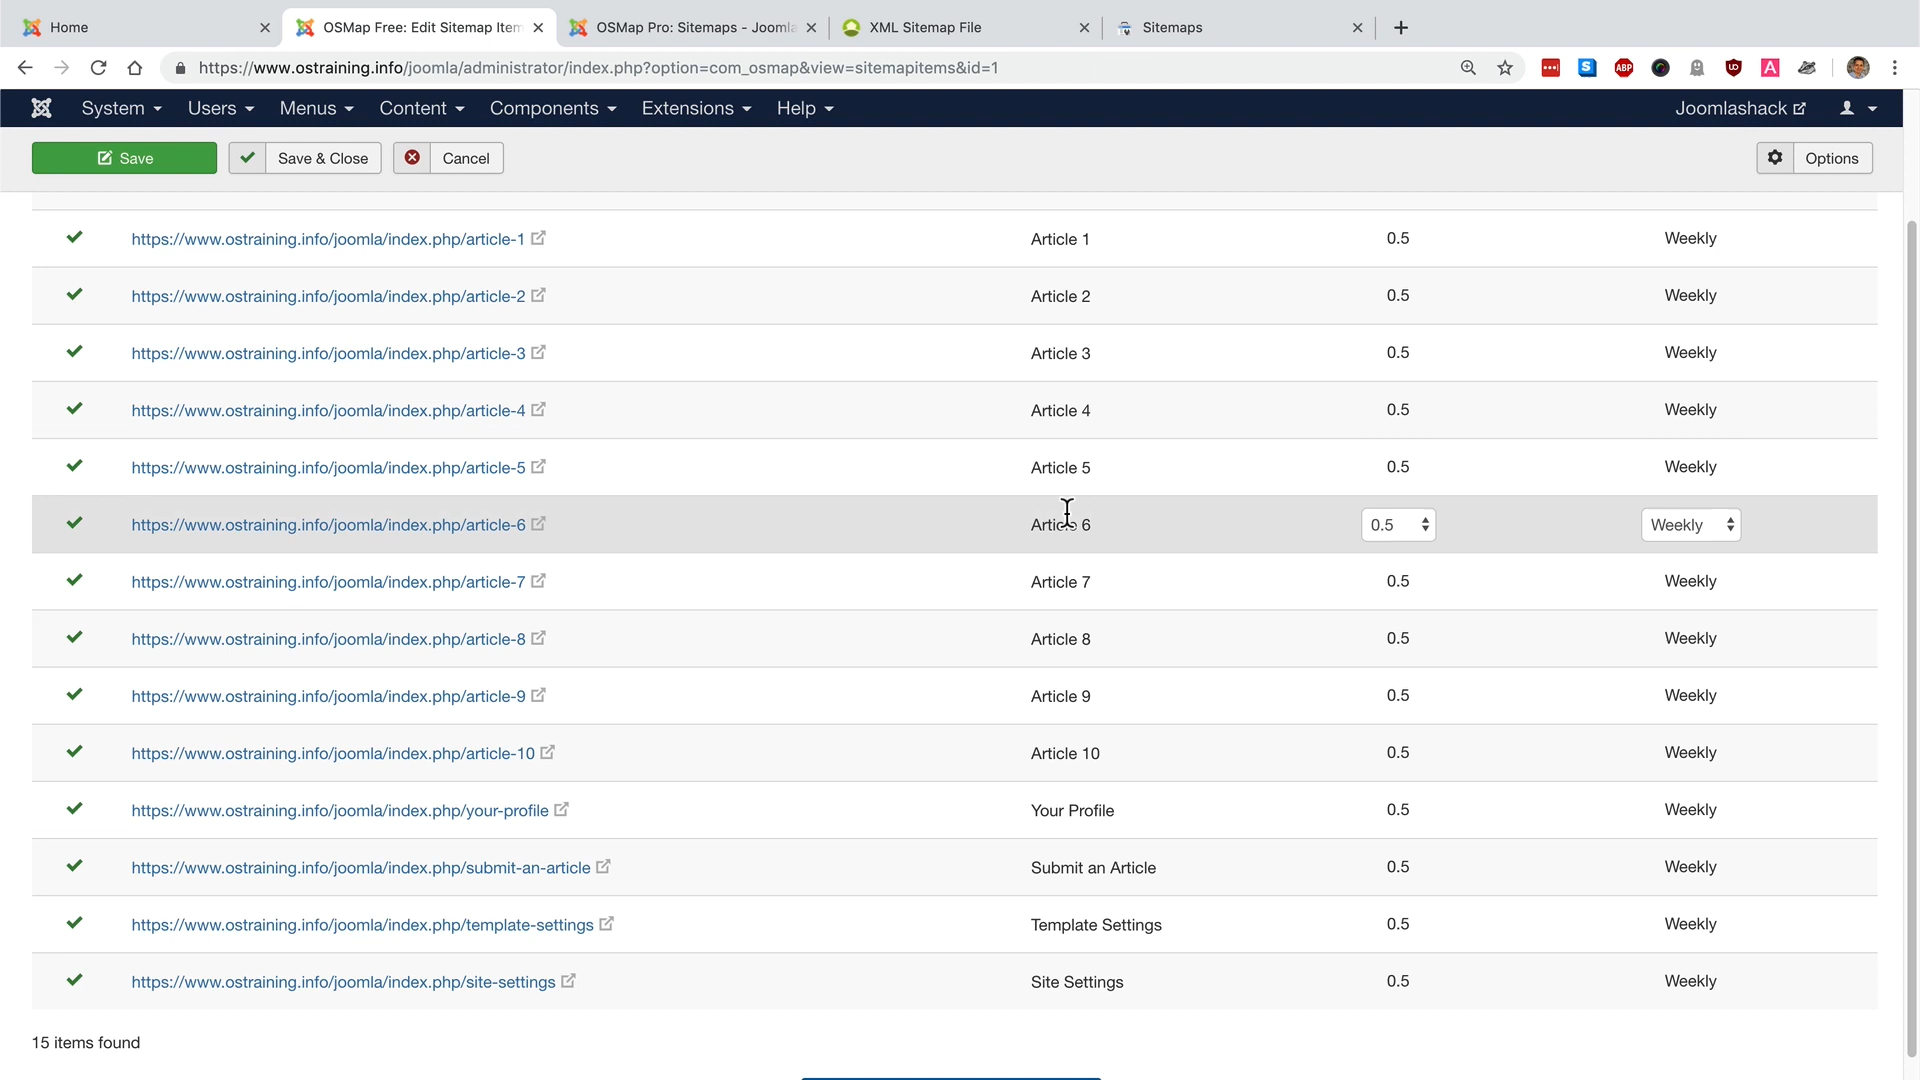 Home
OSMap Free: Edit Sitemap Item
OSMap Pro: Sitemaps - Joomla
XML Sitemap File
Sitemaps
https://www.ostraining.info/joomla/administrator/index.php?option=com_osmap&view=sitemapitems&id=1
ABP
System Users Menus Content Components Extensions Help Joomlashack
Save Save & Close Cancel Options
https://www.ostraining.info/joomla/index.php/article-1 Article 1 0.5 Weekly
https://www.ostraining.info/joomla/index.php/article-2 Article 2 0.5 Weekly
https://www.ostraining.info/joomla/index.php/article-3 Article 3 0.5 Weekly
https://www.ostraining.info/joomla/index.php/article-4 Article 4 0.5 Weekly
https://www.ostraining.info/joomla/index.php/article-5 Article 5 0.5 Weekly
https://www.ostraining.info/joomla/index.php/article-6 Article 6 0.5 Weekly
https://www.ostraining.info/joomla/index.php/article-7 Article 7 0.5 Weekly
https://www.ostraining.info/joomla/index.php/article-8 Article 8 0.5 Weekly
https://www.ostraining.info/joomla/index.php/article-9 Article 9 0.5 Weekly
https://www.ostraining.info/joomla/index.php/article-10 Article 10 0.5 Weekly
https://www.ostraining.info/joomla/index.php/your-profile Your Profile 0.5 Weekly
https://www.ostraining.info/joomla/index.php/submit-an-article Submit an Article 0.5 Weekly
https://www.ostraining.info/joomla/index.php/template-settings Template Settings 0.5 Weekly
https://www.ostraining.info/joomla/index.php/site-settings Site Settings 0.5 Weekly
15 items found